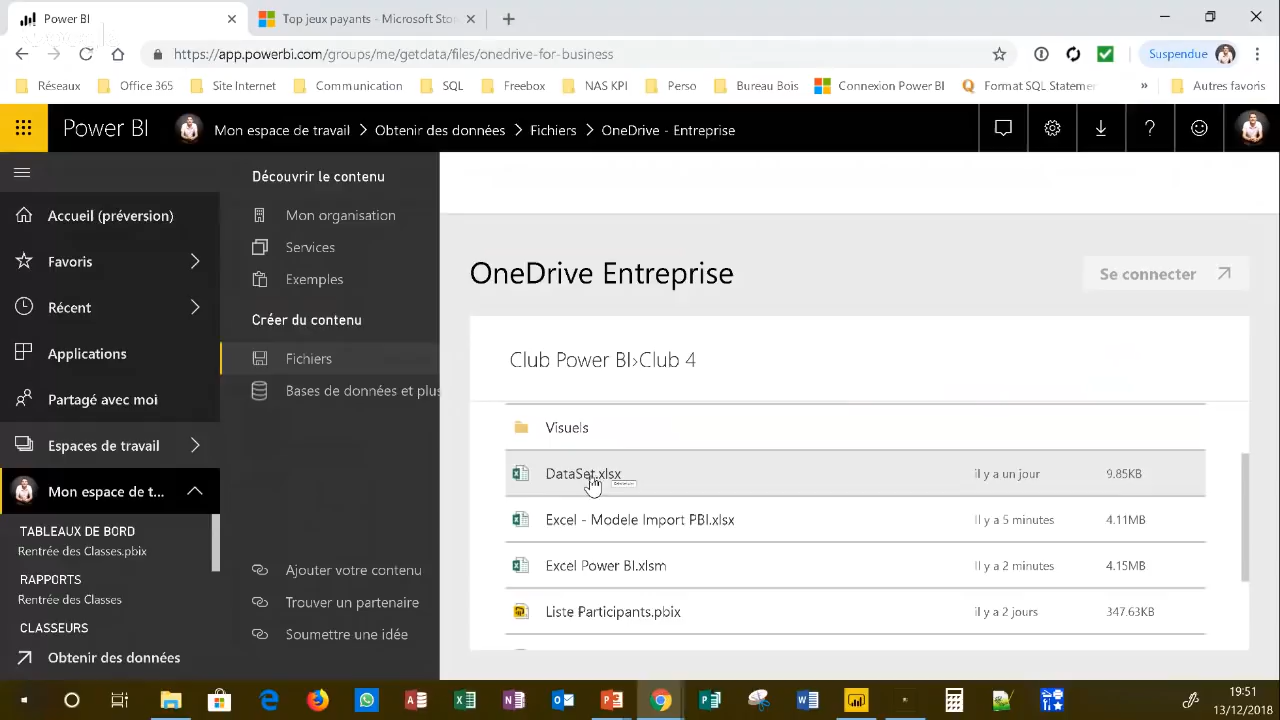 Power BI
Top jeux payants - Microsoft Sto
https://app.powerbi.com/groups/me/getdata/files/onedrive-for-business
Suspendue
Réseaux
Office 365
Site Internet
Communication
SQL
Freebox
NAS KPI
Perso
Bureau Bois
Connexion Power BI
Format SQL Statemen
»
Autres favoris
Power BI
Mon espace de travail > Obtenir des données > Fichiers > OneDrive - Entreprise
Accueil (préversion)
Favoris
Récent
Applications
Partagé avec moi
Espaces de travail
Mon espace de t...
TABLEAUX DE BORD
Rentrée des Classes.pbix
RAPPORTS
Rentrée des Classes
CLASSEURS
Obtenir des données
Découvrir le contenu
Mon organisation
Services
Exemples
Créer du contenu
Fichiers
Bases de données et plus
Ajouter votre contenu
Trouver un partenaire
Soumettre une idée
OneDrive Entreprise
Se connecter
Club Power BI>Club 4
Visuels
DataSet.xlsx il y a un jour 9.85KB
Excel - Modele Import PBI.xlsx Il y a 5 minutes 4.11MB
Excel Power BI.xlsm Il y a 2 minutes 4.15MB
Liste Participants.pbix il y a 2 jours 347.63KB
19:51
13/12/2018